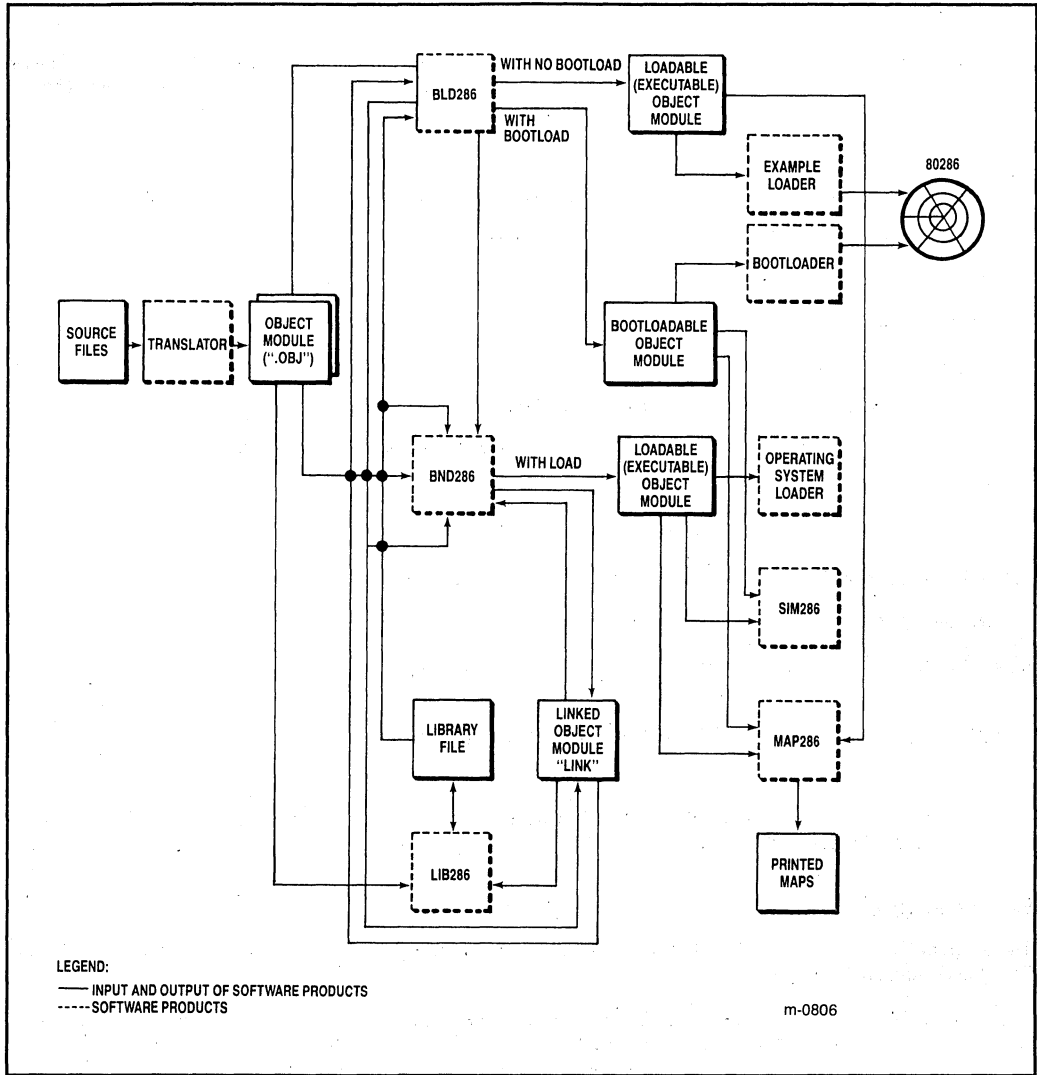 WITH NO BOOTLOAD
BLD286
WITH
BOOTLOAD
LOADABLE
(EXECUTABLE)
OBJECT
MODULE
EXAMPLE
LOADER
80286
BOOTLOADER
SOURCE
FILES
TRANSLATOR
OBJECT
MODULE
(".OBJ")
BOOTLOADABLE
OBJECT
MODULE
BND286
WITH LOAD
LOADABLE
(EXECUTABLE)
OBJECT
MODULE
OPERATING
SYSTEM
LOADER
SIM286
LIBRARY
FILE
LINKED
OBJECT
MODULE
"LINK"
MAP286
LIB286
PRINTED
MAPS
LEGEND:
INPUT AND OUTPUT OF SOFTWARE PRODUCTS
SOFTWARE PRODUCTS
m-0806